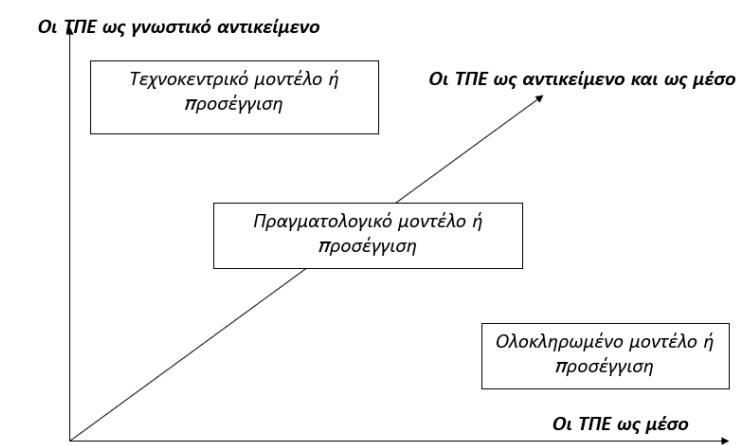 Οι ΤΠΕ ως γνωστικό αντικείμενο
Τεχνοκεντρικό μοντέλο ή
προσέγγιση
Οι ΤΠΕ ως αντικείμενο και ως μέσο
Πραγματολογικό μοντέλο ή
προσέγγιση
Ολοκληρωμένο μοντέλο ή
προσέγγιση
Οι ΤΠΕ ως μέσο